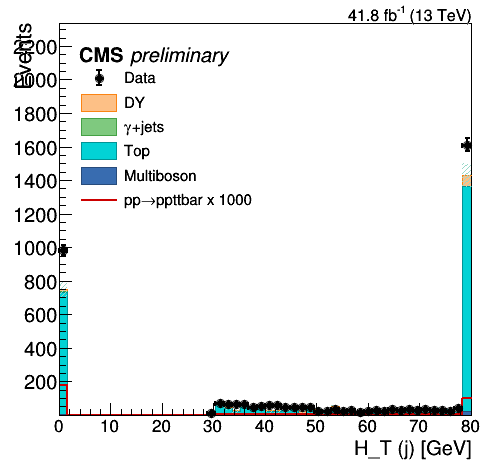 41.8 fb⁻¹ (13 TeV)
Events
CMS preliminary
Data
DY
γ+jets
Top
Multiboson
pp→ppttbar x 1000
2200
2000
1800
1600
1400
1200
1000
800
600
400
200
0 10 20 30 40 50 60 70 80
H_T (j) [GeV]